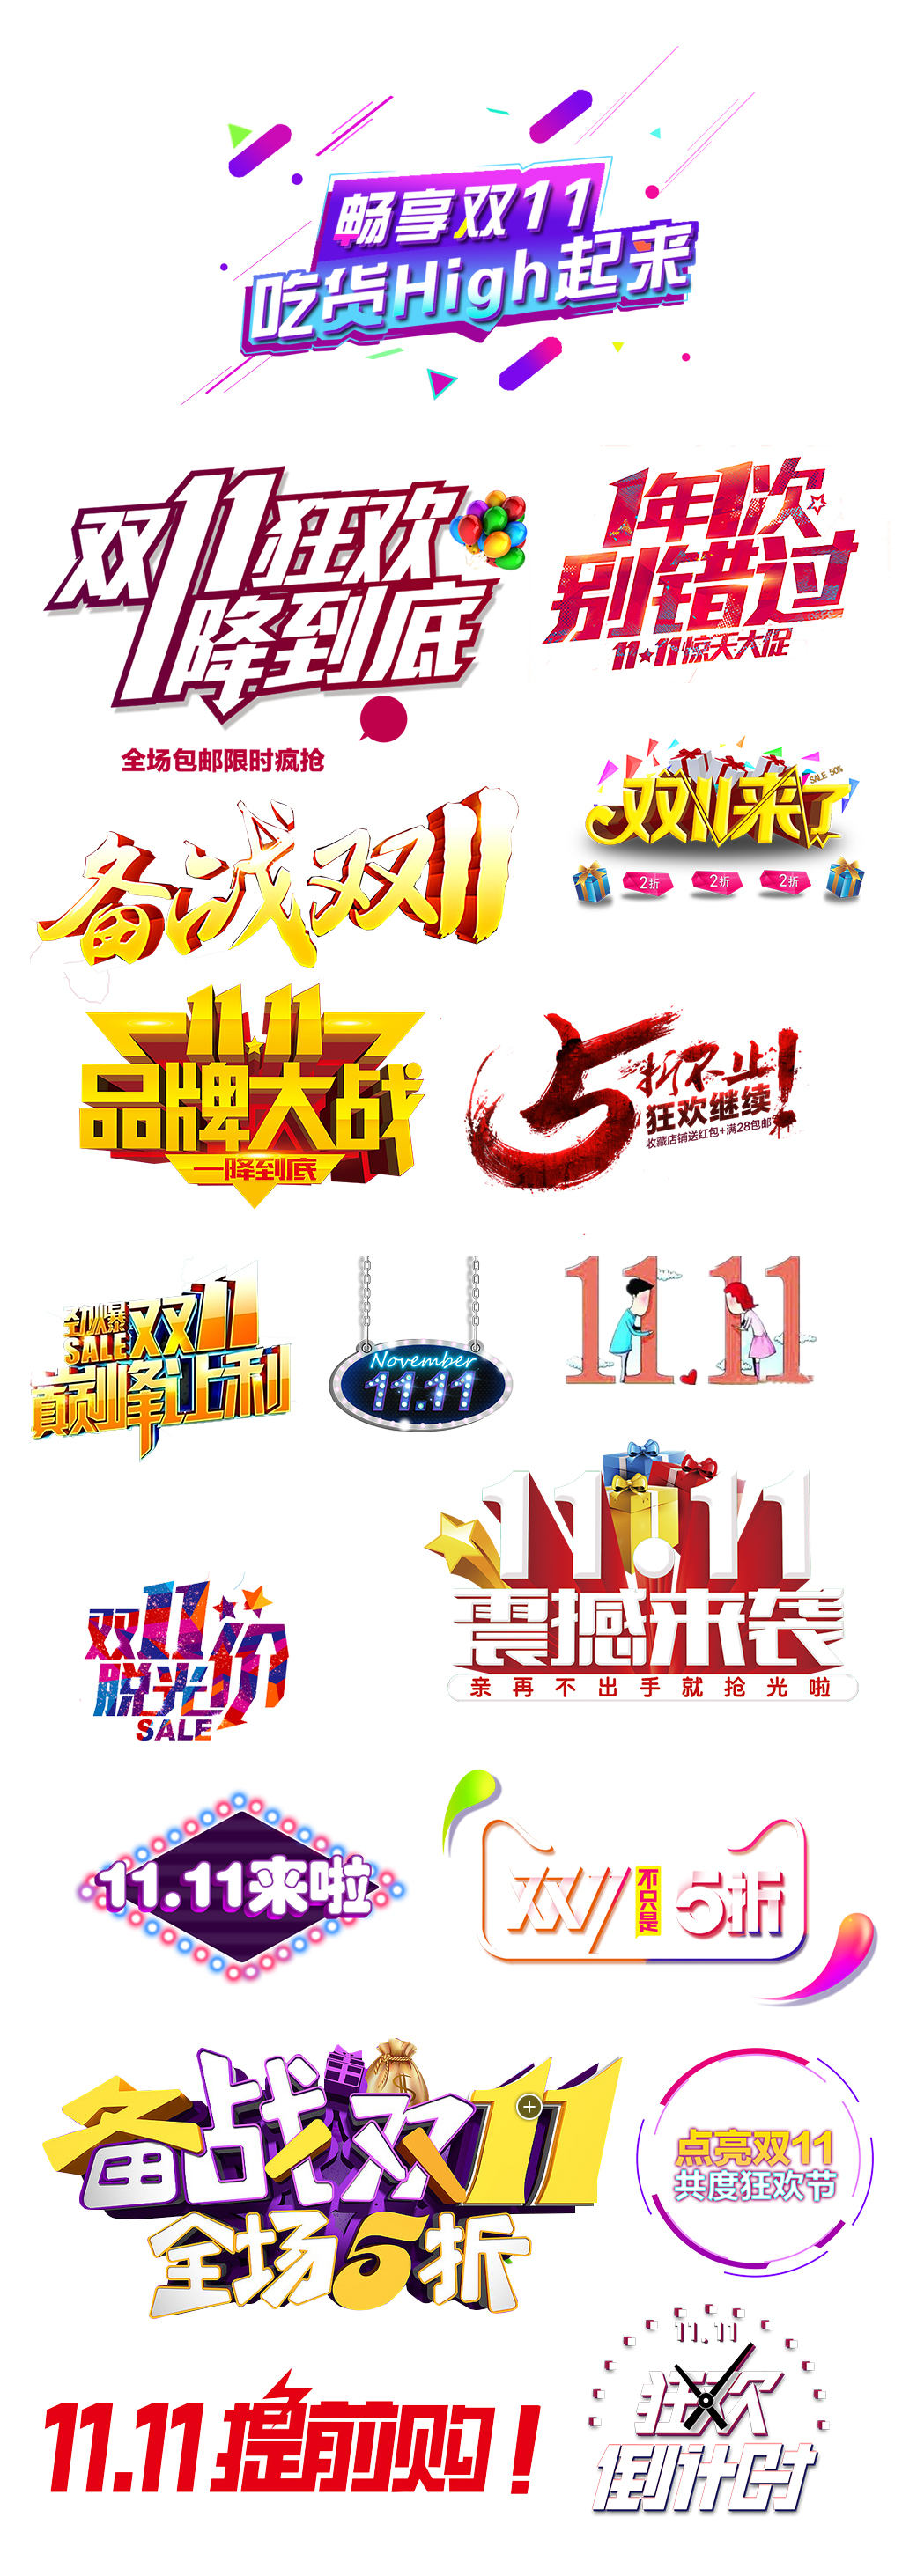 畅享双11
吃货High起来
双11狂欢
降到底
全场包邮限时疯抢
1年1次
别错过
11★11惊天大促
双11来了
SALE 50%
2折
2折
2折
备战双11
11.11
品牌大战
一降到底
5折不止!
狂欢继续
收藏店铺送红包+满28包邮
劲爆
SALE
双11
巅峰让利
November
11.11
11 11
11.11
震撼来袭
亲再不出手就抢光啦
双11
脱光价
SALE
11.11来啦
双11不只是5折
备战双11
全场5折
点亮双11
共度狂欢节
11.11提前购!
11.11
狂欢
倒计时